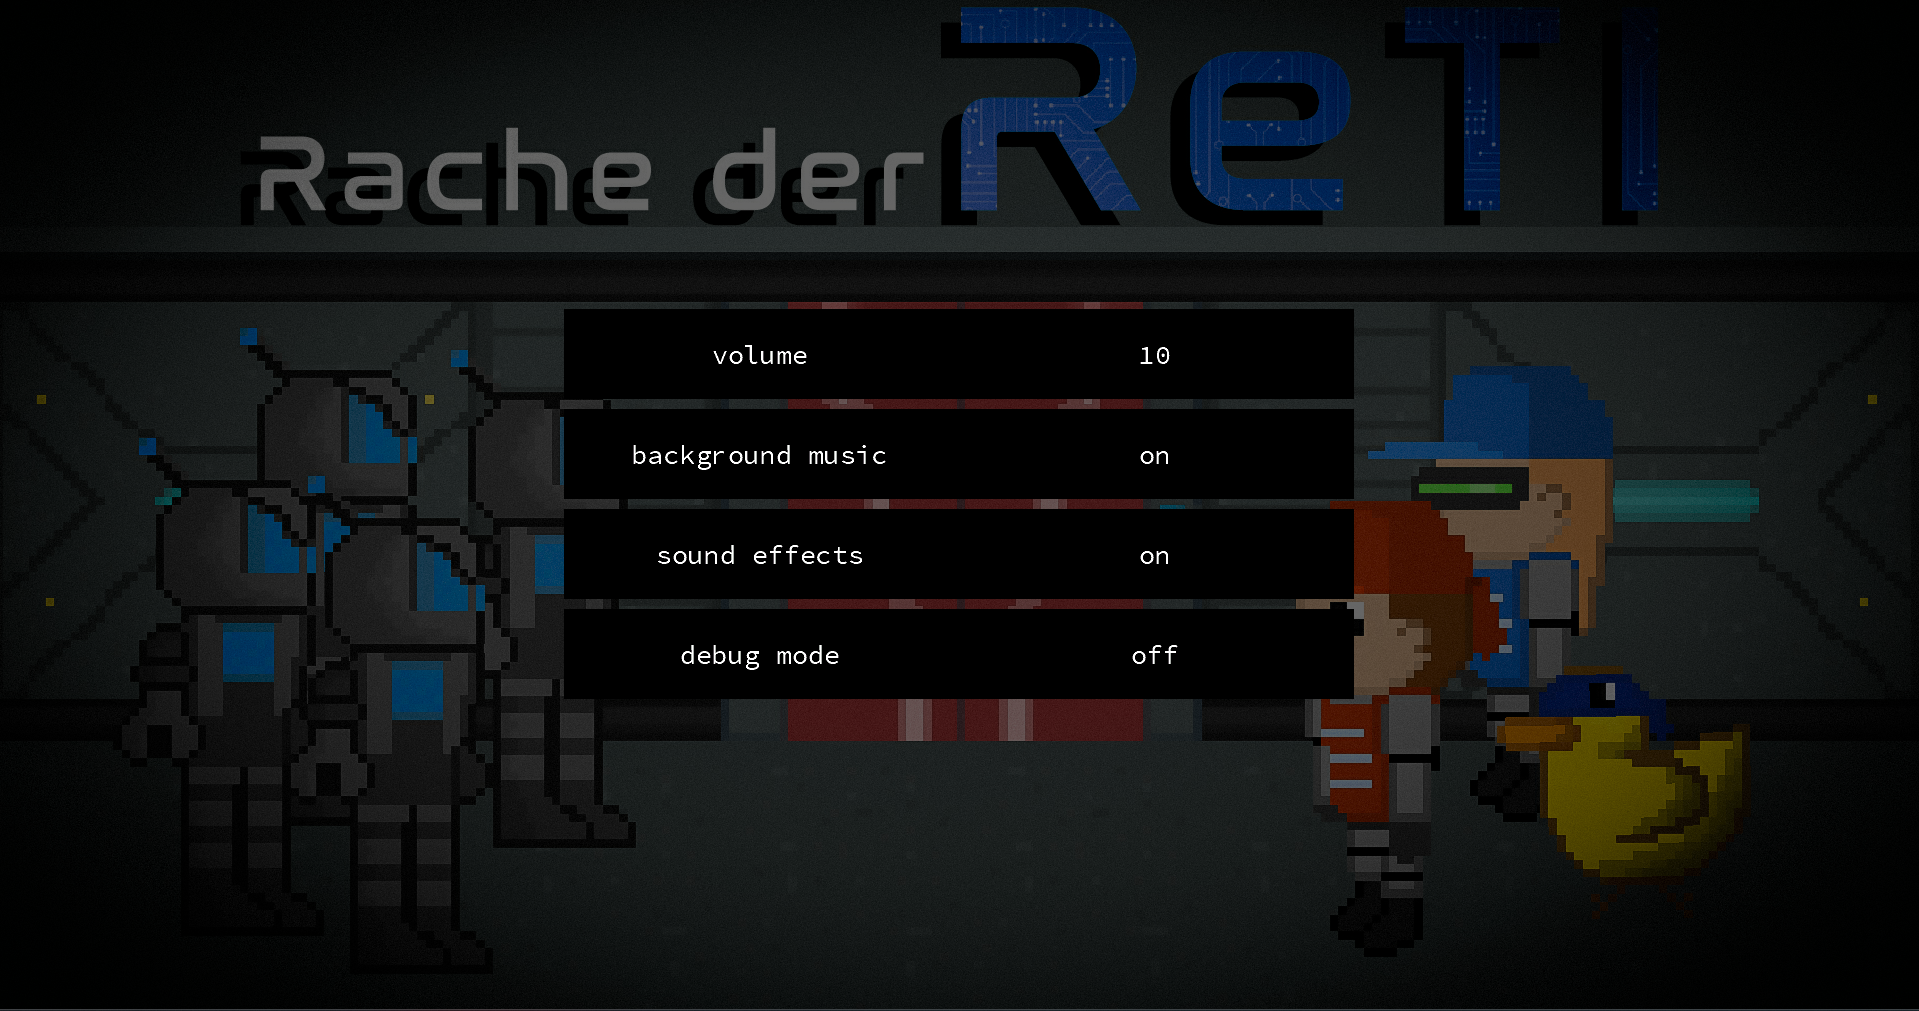 Rache der ReTI
volume 10
background music on
sound effects on
debug mode off